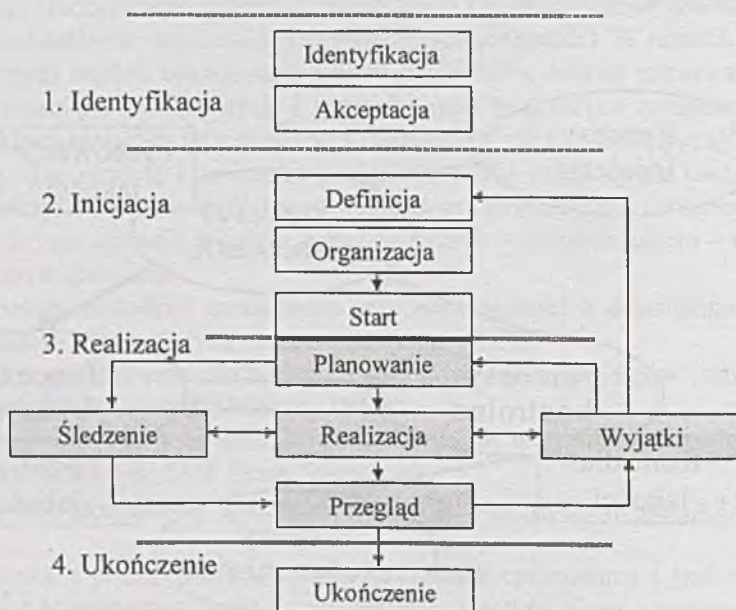 Identyfikacja
1. Identyfikacja
Akceptacja
2. Inicjacja
Definicja
Organizacja
Start
3. Realizacja
Planowanie
Śledzenie
Realizacja
Wyjątki
Przegląd
4. Ukończenie
Ukończenie